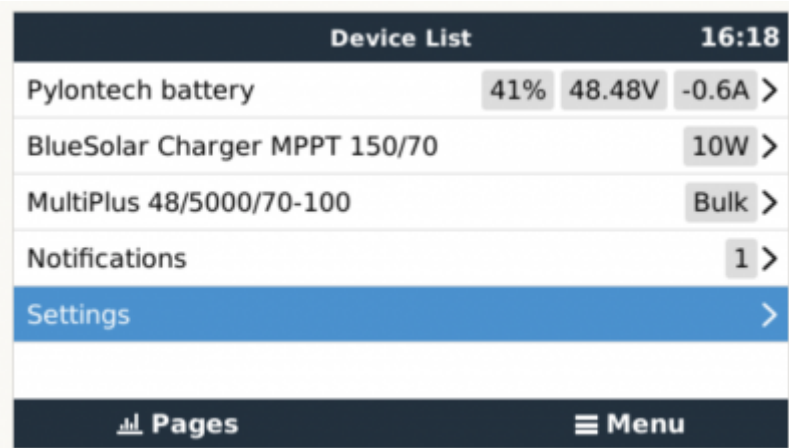 Device List 16:18
Pylontech battery 41% 48.48V -0.6A
BlueSolar Charger MPPT 150/70 10W
MultiPlus 48/5000/70-100 Bulk
Notifications 1
Settings
Pages Menu